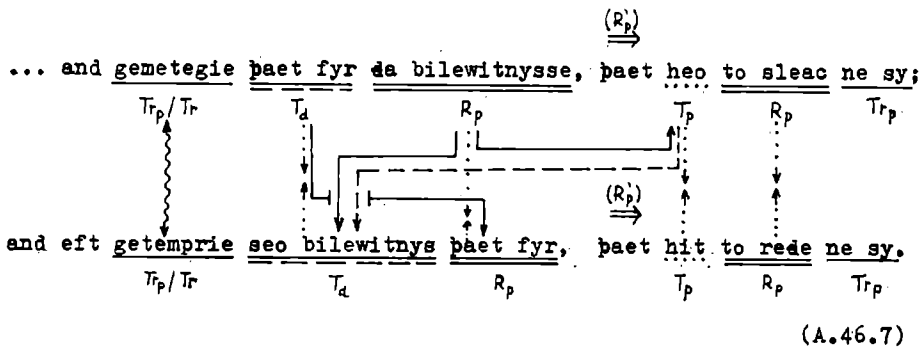 (R'p)
... and gemetegie þaet fyr da bilewitnysse, þaet heo to sleac ne sy;
Trp/Tr Td Rp Tp Rp Trp
(R'p)
and eft getemprie seo bilewitnys þaet fyr, þaet hit to rede ne sy.
Trp/Tr Td Rp Tp Rp Trp
(A.46.7)